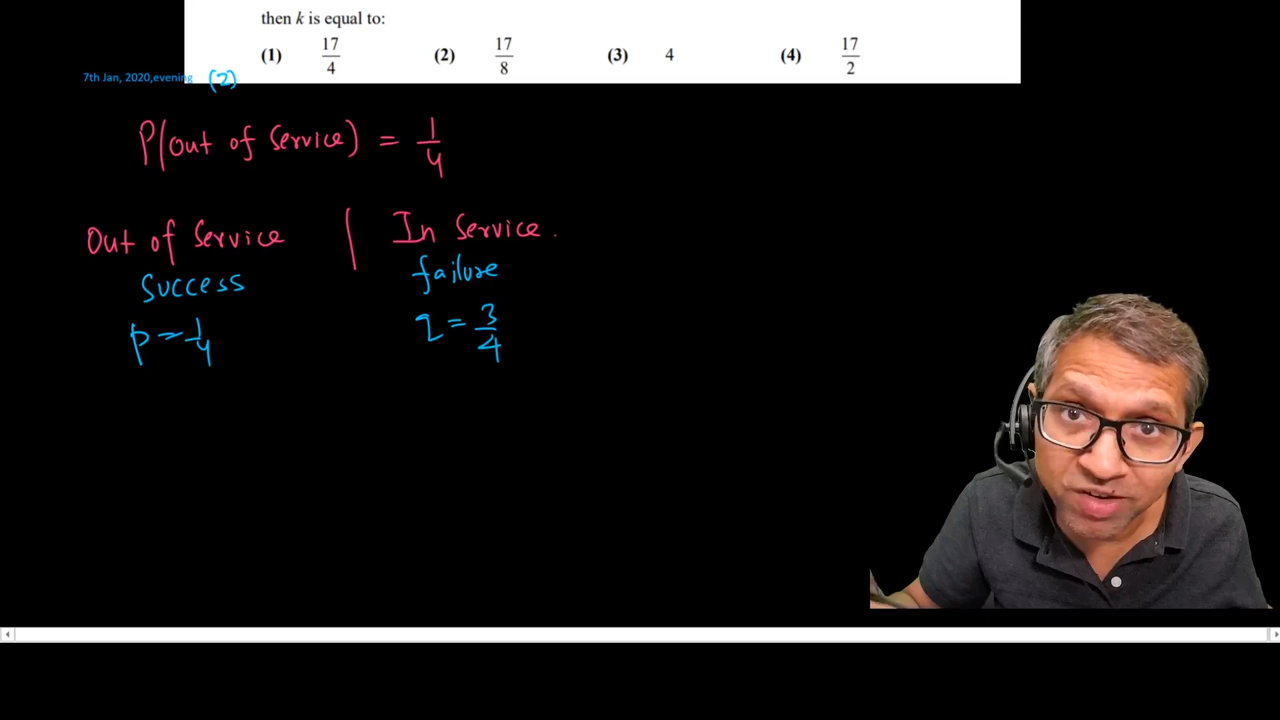 then k is equal to:
(1) 17/4 (2) 17/8 (3) 4 (4) 17/2
7th Jan, 2020,evening (2)
P(Out of Service) = 1/4
Out of Service | In Service.
Success failure
p = 1/4 q = 3/4